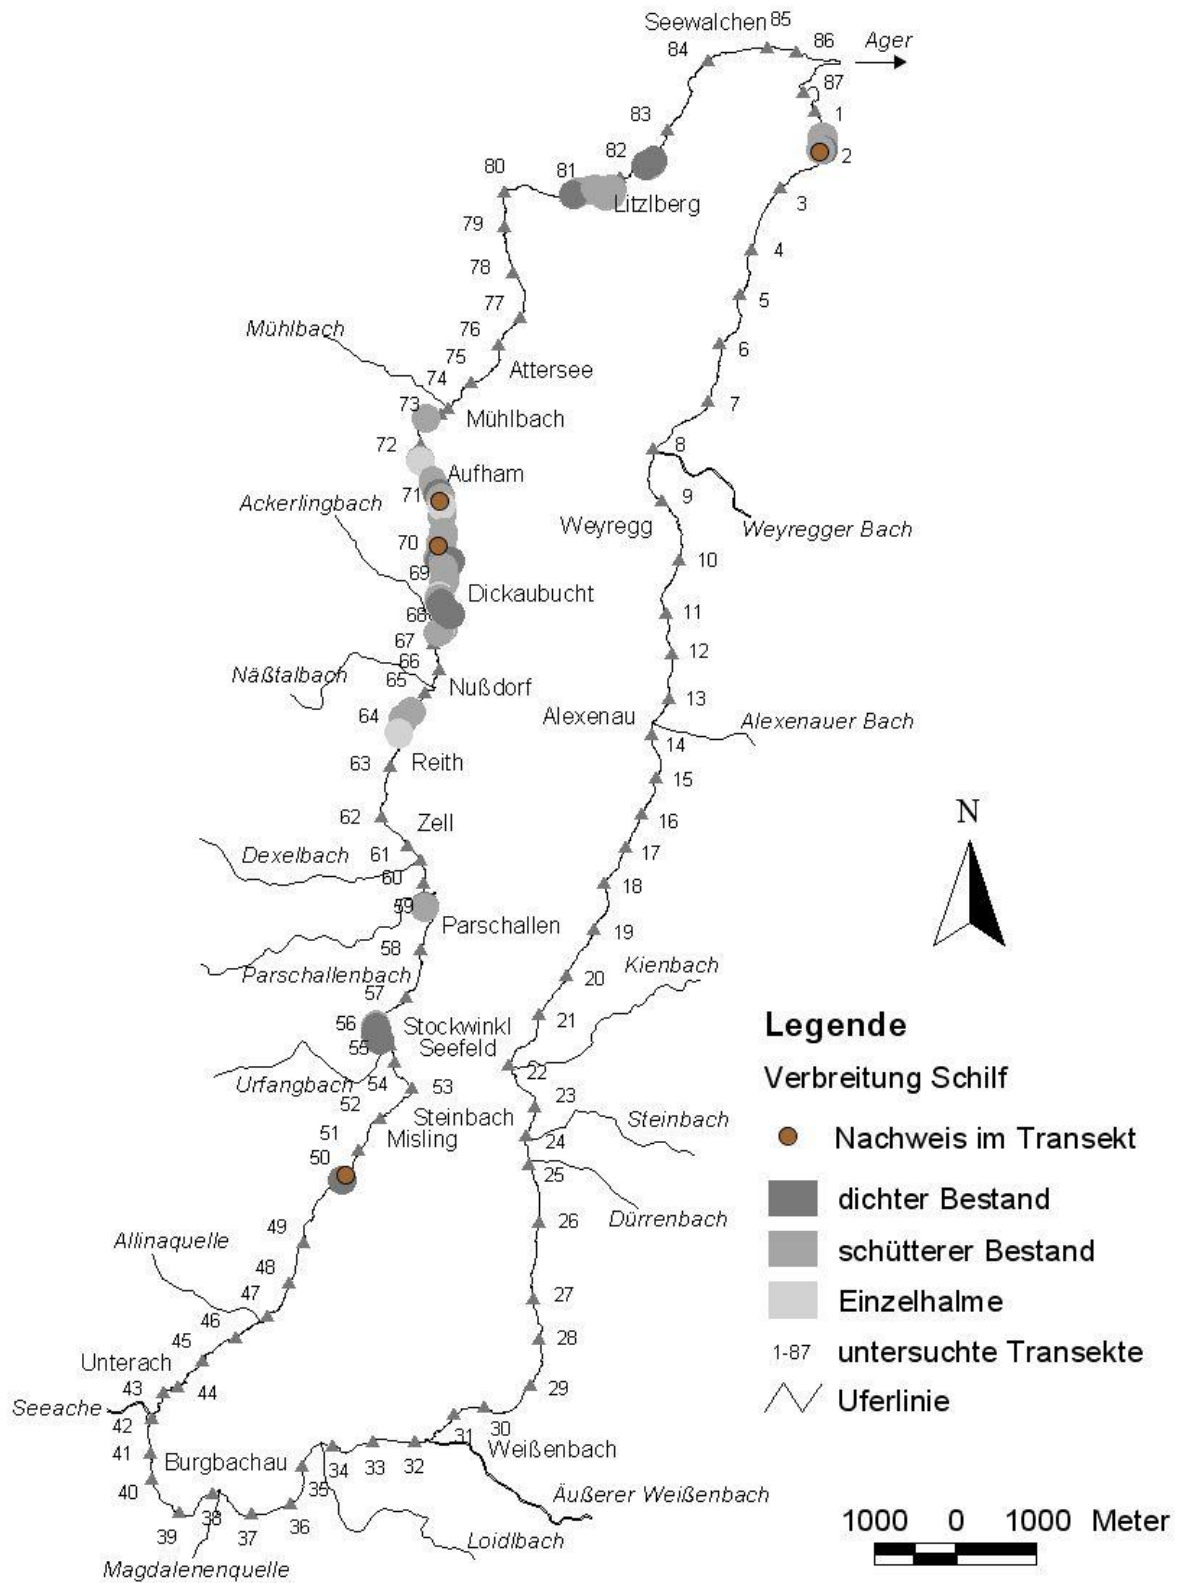 Seewalchen
85
86
Ager
84
87
83
1
82
2
80
81
Litzlberg
3
79
4
78
5
77
Mühlbach
76
6
75
Attersee
74
7
73
Mühlbach
72
8
Aufham
71
9
Ackerlingbach
Weyregg
Weyregger Bach
70
10
69
Dickaubucht
68
11
67
12
66
Näßtalbach
65
Nußdorf
13
64
Alexenau
Alexenauer Bach
14
63
Reith
15
62
Zell
16
Dexelbach
61
17
60
18
59
Parschallen
19
58
Kienbach
Parschallenbach
20
57
56
Stockwinkl
21
55
Seefeld
Urfangbach
54
53
22
52
Steinbach
23
Steinbach
51
Misling
24
50
25
Dürrenbach
49
26
Allinaquelle
48
47
27
46
28
45
Unterach
29
43
44
Seeache
30
42
31
Weißenbach
41
Burgbachau
34
33
32
40
35
Äußerer Weißenbach
39
38
37
36
Loidlbach
Magdalenenquelle
N
Legende
Verbreitung Schilf
Nachweis im Transekt
dichter Bestand
schütterer Bestand
Einzelhalme
1-87 untersuchte Transekte
Uferlinie
1000 0 1000 Meter